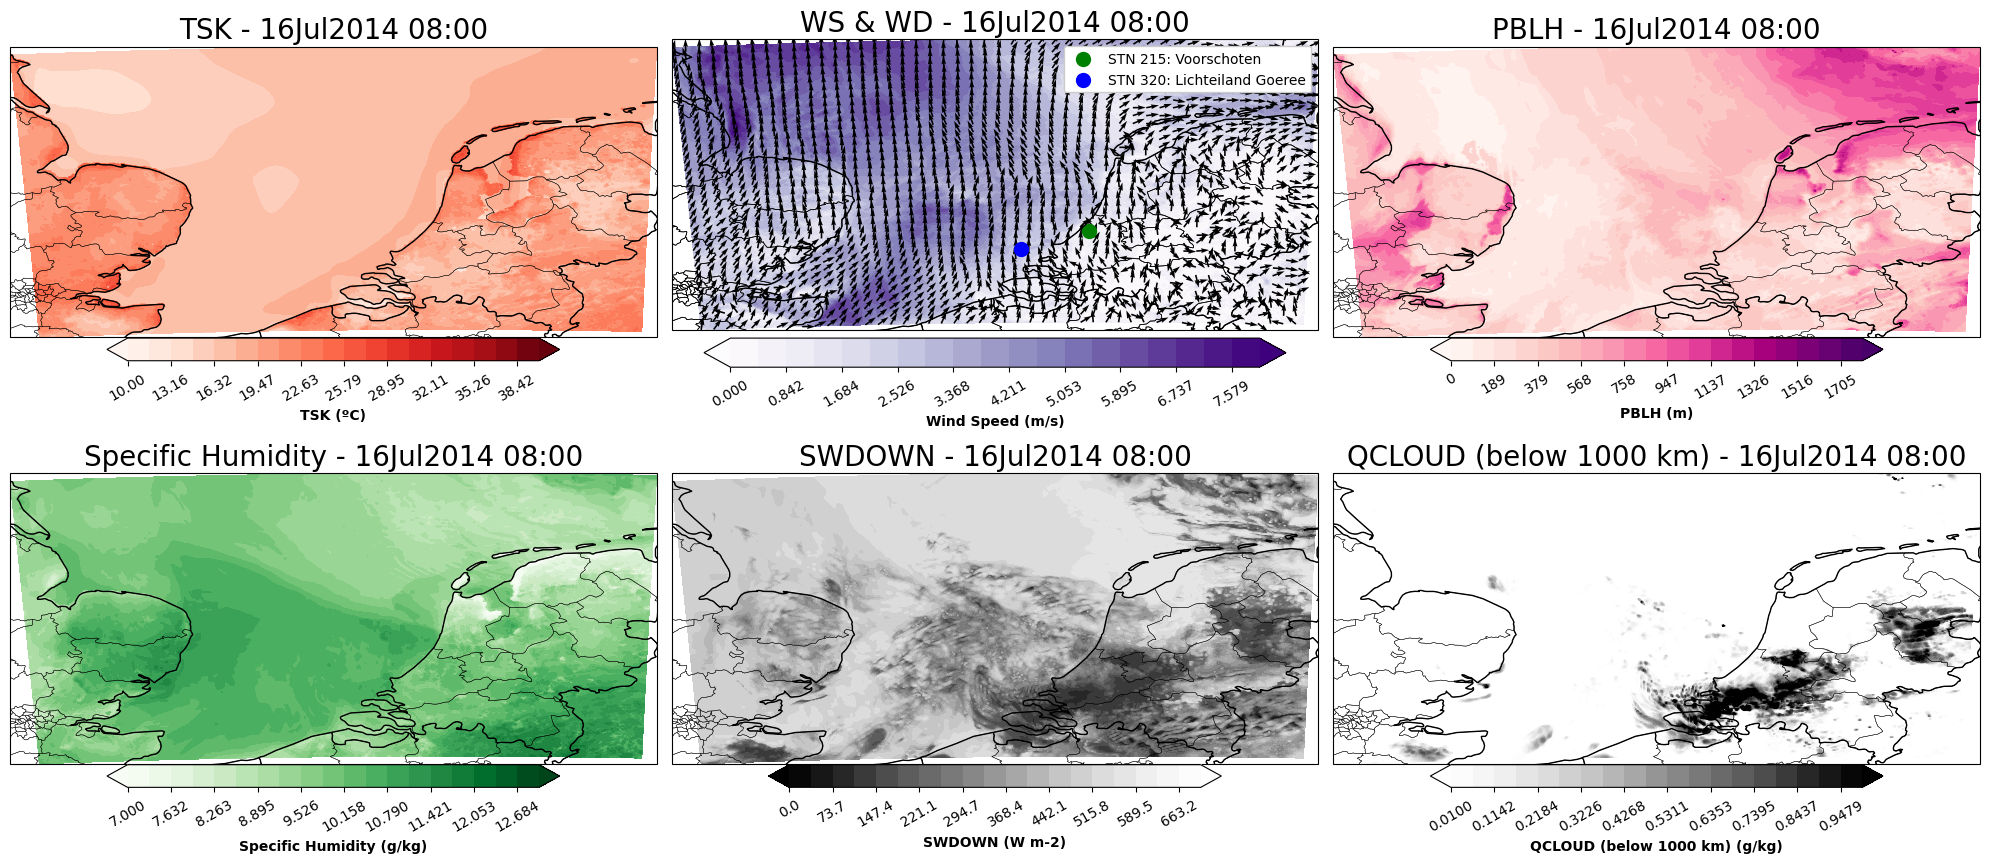 TSK - 16Jul2014 08:00
10.00 13.16 16.32 19.47 22.63 25.79 28.95 32.11 35.26 38.42
TSK (ºC)
WS & WD - 16Jul2014 08:00
STN 215: Voorschoten
STN 320: Lichteiland Goeree
0.000 0.842 1.684 2.526 3.368 4.211 5.053 5.895 6.737 7.579
Wind Speed (m/s)
PBLH - 16Jul2014 08:00
0 189 379 568 758 947 1137 1326 1516 1705
PBLH (m)
Specific Humidity - 16Jul2014 08:00
7.000 7.632 8.263 8.895 9.526 10.158 10.790 11.421 12.053 12.684
Specific Humidity (g/kg)
SWDOWN - 16Jul2014 08:00
0.0 73.7 147.4 221.1 294.7 368.4 442.1 515.8 589.5 663.2
SWDOWN (W m-2)
QCLOUD (below 1000 km) - 16Jul2014 08:00
0.0100 0.1142 0.2184 0.3226 0.4268 0.5311 0.6353 0.7395 0.8437 0.9479
QCLOUD (below 1000 km) (g/kg)